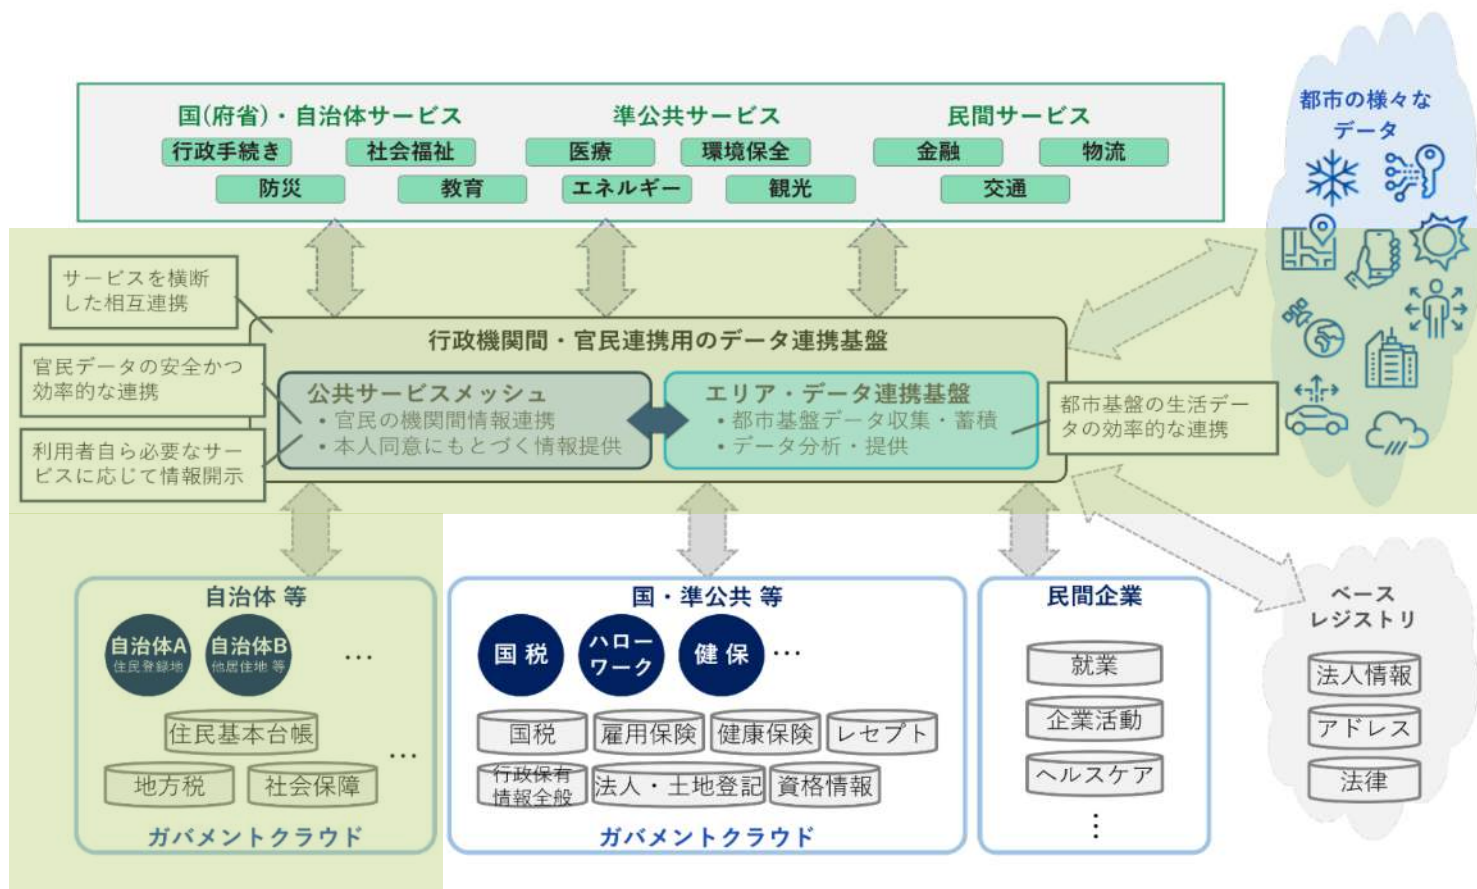 国(府省)・自治体サービス
行政手続き
社会福祉
防災
教育
準公共サービス
医療
環境保全
エネルギー
観光
民間サービス
金融
物流
交通
都市の様々な
データ
サービスを横断
した相互連携
官民データの安全かつ
効率的な連携
利用者自ら必要なサー
ビスに応じて情報開示
行政機関間・官民連携用のデータ連携基盤
公共サービスメッシュ
・官民の機関間情報連携
・本人同意にもとづく情報提供
エリア・データ連携基盤
・都市基盤データ収集・蓄積
・データ分析・提供
都市基盤の生活デー
タの効率的な連携
自治体 等
自治体A
住民登録地
自治体B
他居住地 等
…
住民基本台帳
…
地方税
社会保障
ガバメントクラウド
国・準公共 等
国税
ハロー
ワーク
健保
…
国税
雇用保険
健康保険
レセプト
行政保有
情報全般
法人・土地登記
資格情報
ガバメントクラウド
民間企業
就業
企業活動
ヘルスケア
⋮
ベース
レジストリ
法人情報
アドレス
法律